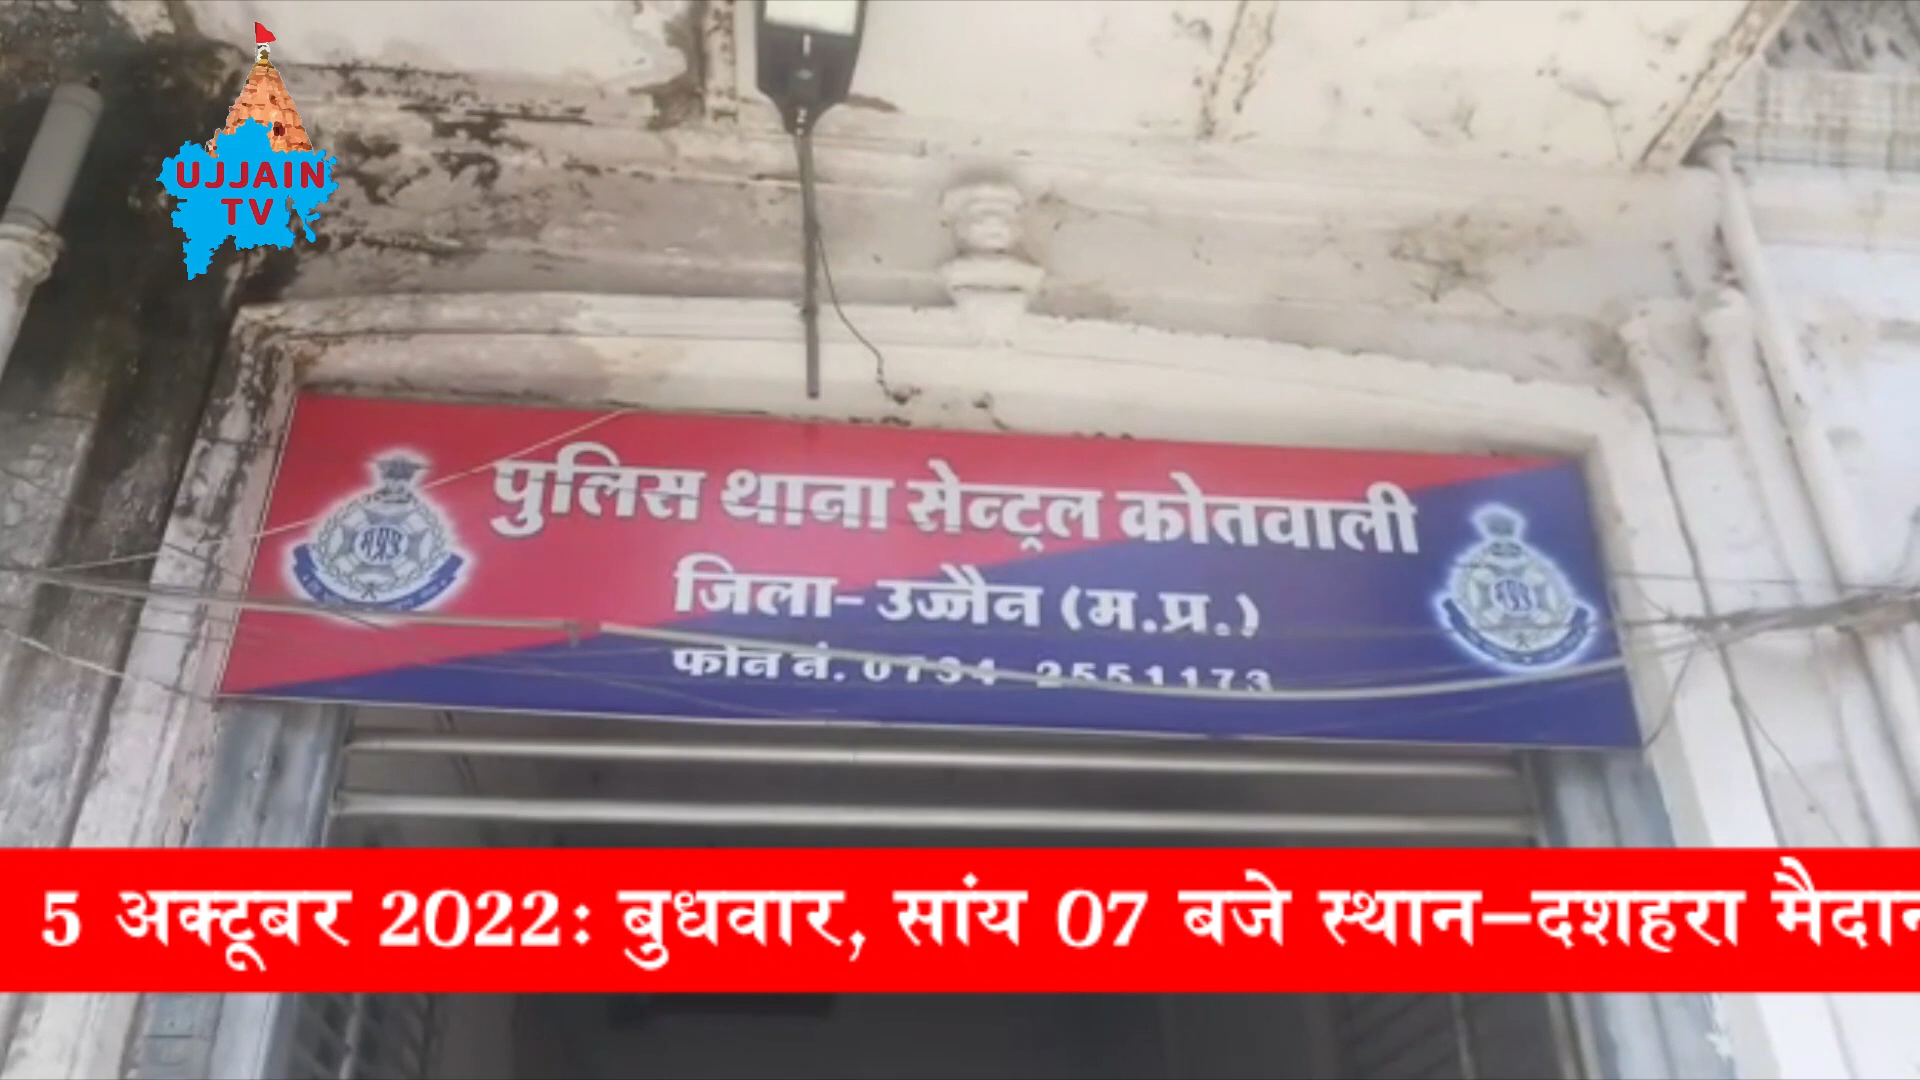 UJJAIN
TV
पुलिस थाना सेन्ट्रल कोतवाली
जिला- उज्जैन (म.प्र.)
फोन नं. 0734 2551173
5 अक्टूबर 2022: बुधवार, सांय 07 बजे स्थान-दशहरा मैदान